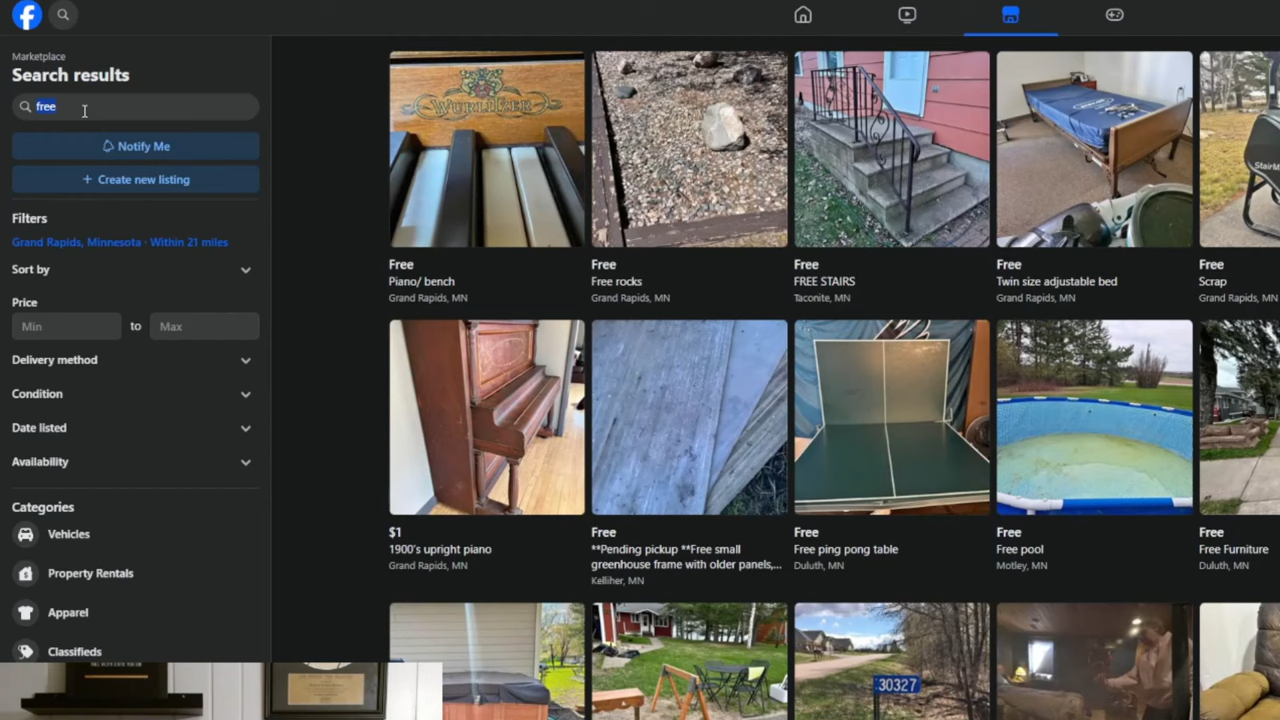 Marketplace
Search results
free
Notify Me
+ Create new listing
Filters
Grand Rapids, Minnesota · Within 21 miles
Sort by
Price
Min
to
Max
Delivery method
Condition
Date listed
Availability
Categories
Vehicles
Property Rentals
Apparel
Classifieds
WURLITZER
Free
Piano/ bench
Grand Rapids, MN
Free
Free rocks
Grand Rapids, MN
Free
FREE STAIRS
Taconite, MN
Free
Twin size adjustable bed
Grand Rapids, MN
StairM
Free
Scrap
Grand Rapids, MN
$1
1900's upright piano
Grand Rapids, MN
Free
**Pending pickup **Free small
greenhouse frame with older panels,...
Kelliher, MN
Free
Free ping pong table
Duluth, MN
Free
Free pool
Motley, MN
Free
Free Furniture
Duluth, MN
30327